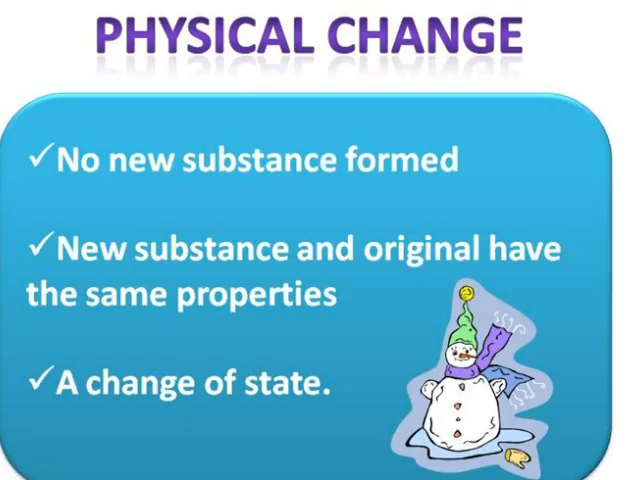 PHYSICAL CHANGE
✓No new substance formed
✓New substance and original have
the same properties
✓A change of state.